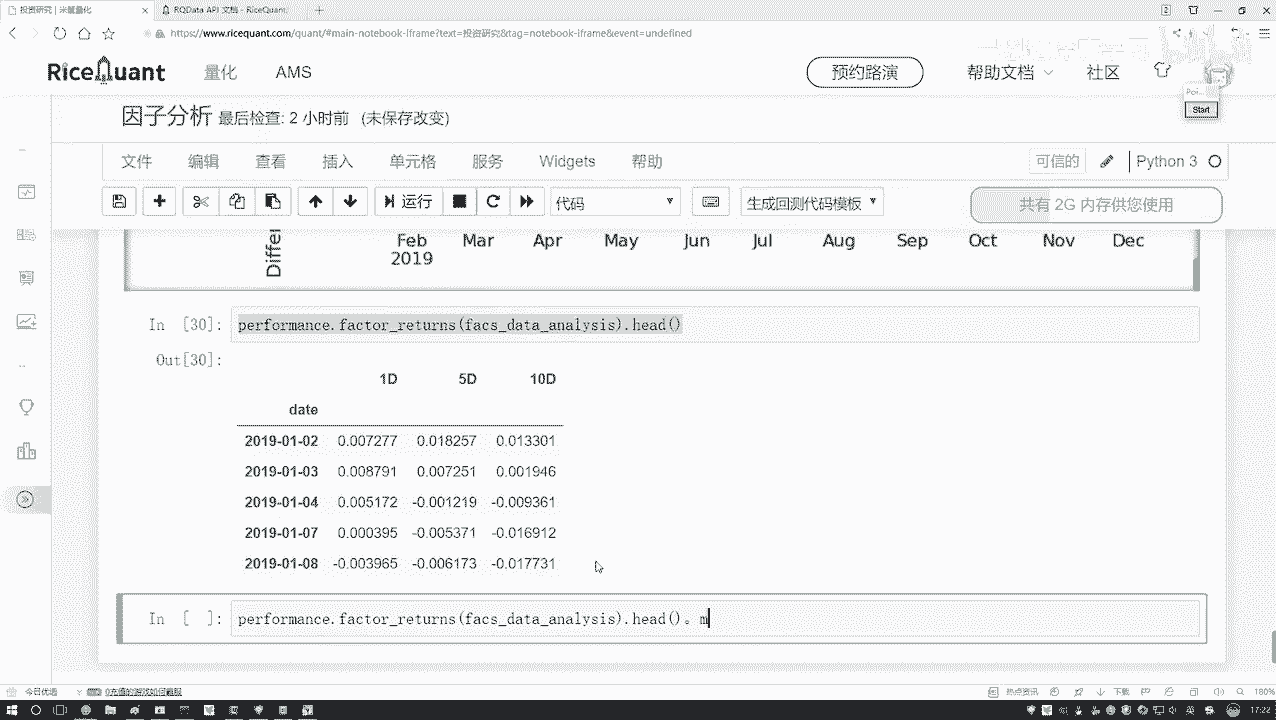 投资研究 | 米筐量化
RQData API 文档 - RiceQuant
https://www.ricequant.com/quant/#main-notebook-iframe?text=投资研究&tag=notebook-iframe&event=undefined
RiceQuant 量化 AMS 预约路演 帮助文档 社区
Start
因子分析 最后检查: 2 小时前 (未保存改变)
文件 编辑 查看 插入 单元格 服务 Widgets 帮助 可信的 Python 3
运行 代码 生成回测代码模板 共有 2G 内存供您使用
Differ
Feb Mar Apr May Jun Jul Aug Sep Oct Nov Dec
2019
In [30]: performance.factor_returns(facs_data_analysis).head()
Out[30]:
1D 5D 10D
date
2019-01-02 0.007277 0.018257 0.013301
2019-01-03 0.008791 0.007251 0.001946
2019-01-04 0.005172 -0.001219 -0.009361
2019-01-07 0.000395 -0.005371 -0.016912
2019-01-08 -0.003965 -0.006173 -0.017731
In [ ]: performance.factor_returns(facs_data_analysis).head()。m
今日优选 热点资讯 下载 180%
17:22